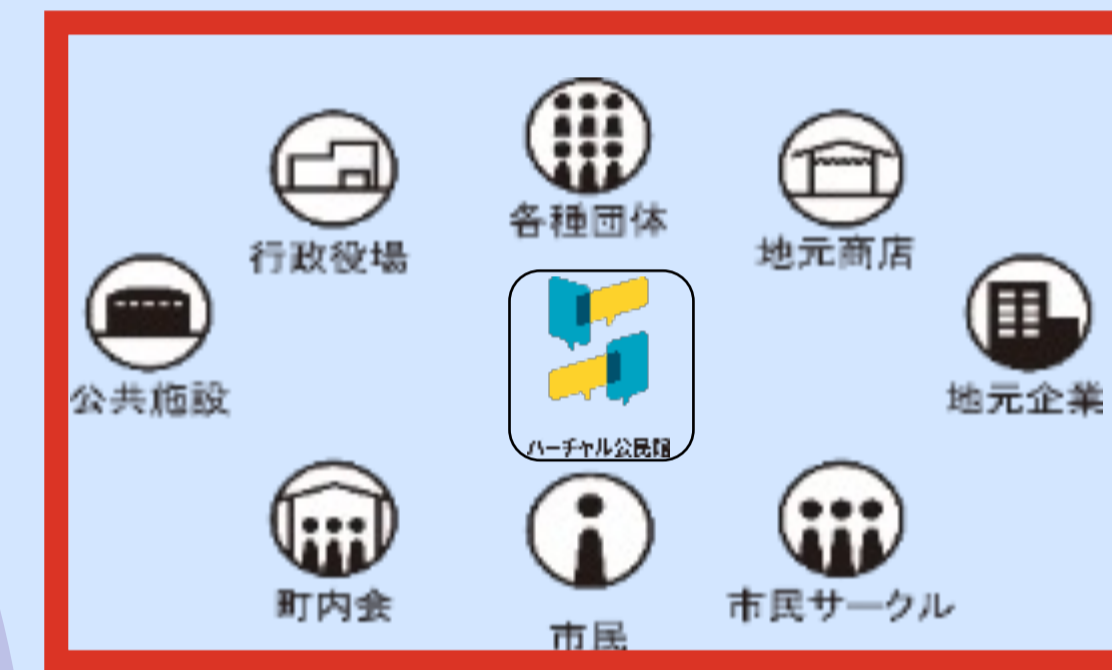 各種団体
行政役場
地元商店
公共施設
地元企業
バーチャル公民館
町内会
市民サークル
市民